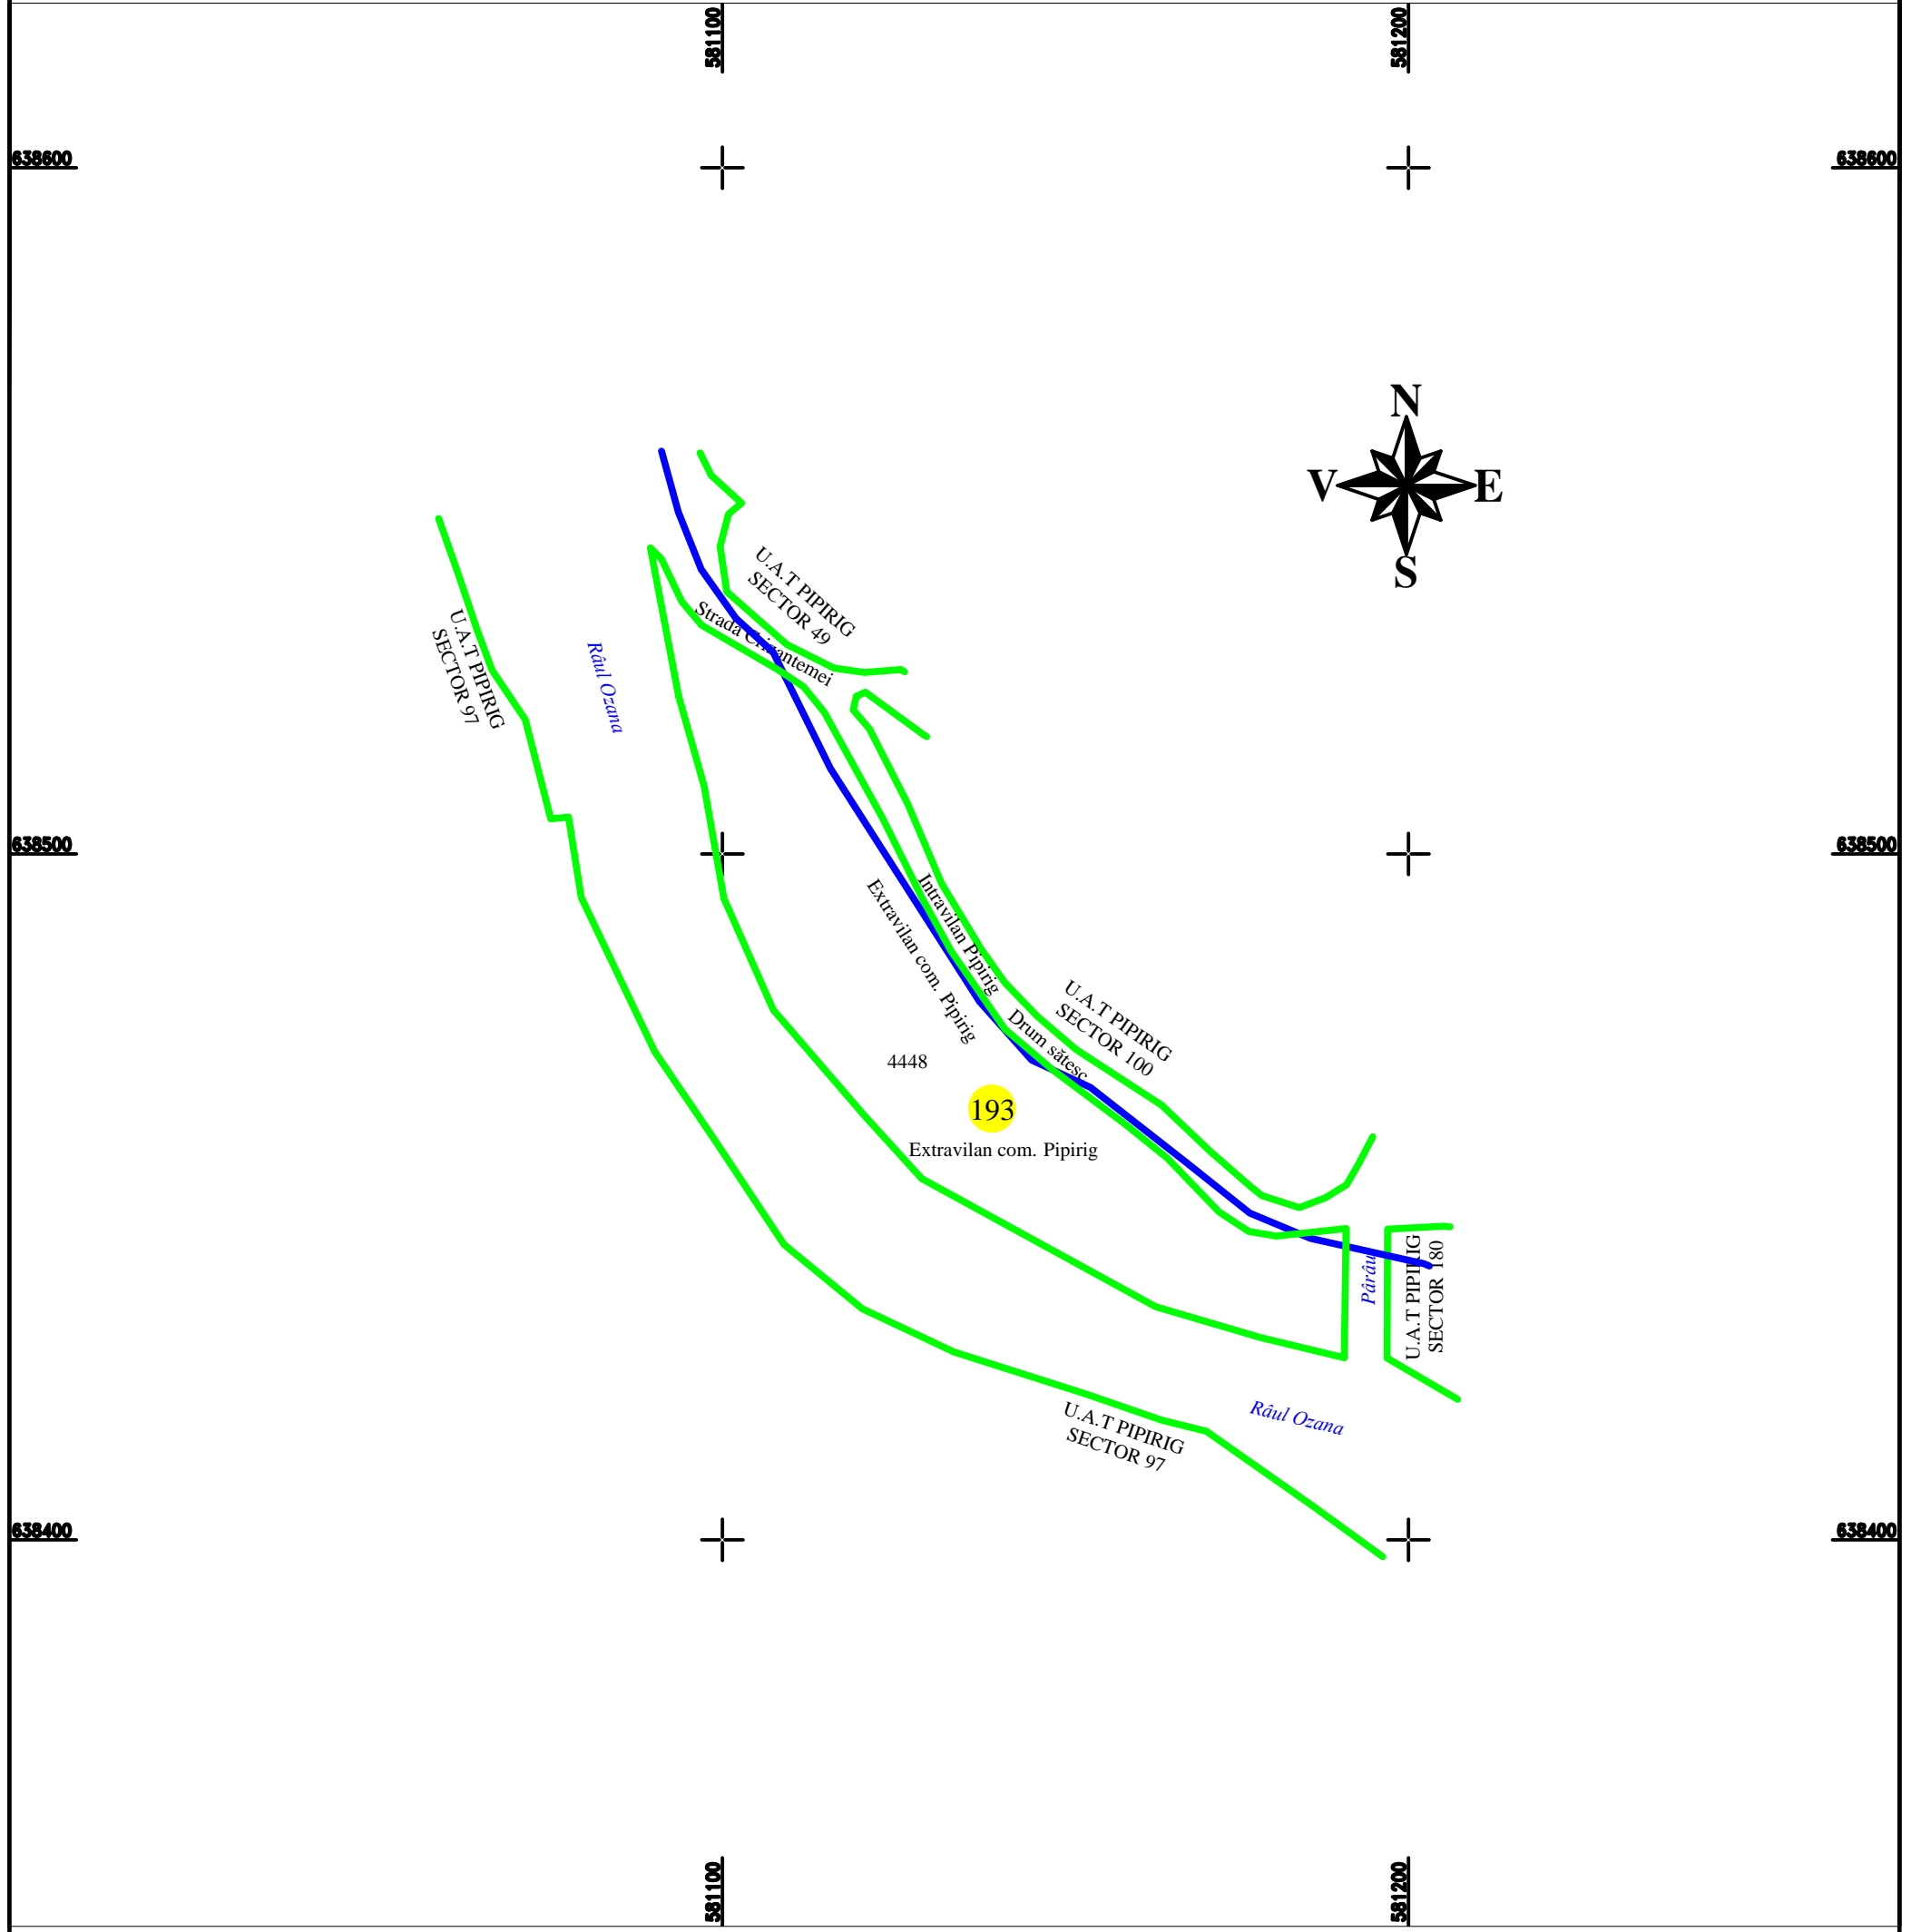 581100
581200
638600
638600
N
V
E
S
U.A.T PIPIRIG
SECTOR 49
Strada Crizantemei
U.A.T PIPIRIG
SECTOR 97
Râul Ozana
638500
638500
Intravilan Pipirig
Extravilan com. Pipirig
U.A.T PIPIRIG
SECTOR 100
Drum sătesc
4448
193
Extravilan com. Pipirig
Pârâu
U.A.T PIPIRIG
SECTOR 180
Râul Ozana
U.A.T PIPIRIG
SECTOR 97
638400
638400
581100
581200